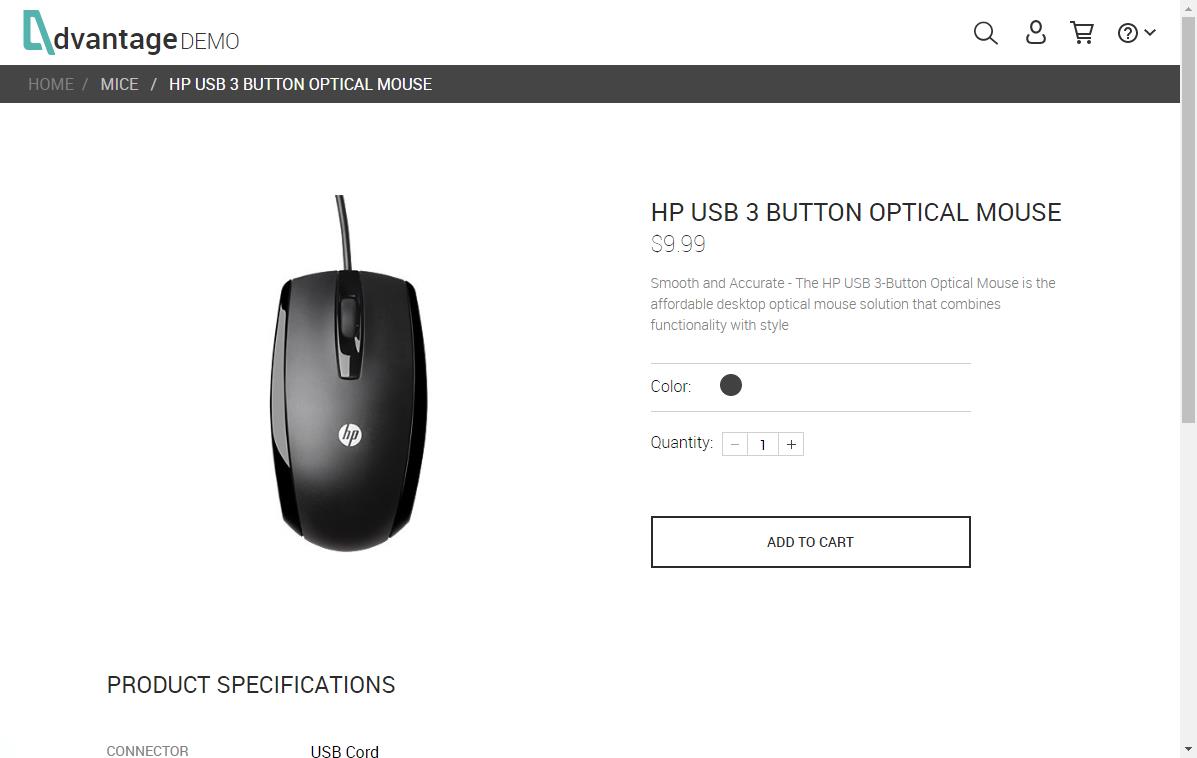 dvantage DEMO
HOME / MICE / HP USB 3 BUTTON OPTICAL MOUSE
HP USB 3 BUTTON OPTICAL MOUSE
$9.99
Smooth and Accurate - The HP USB 3-Button Optical Mouse is the
affordable desktop optical mouse solution that combines
functionality with style
Color:
Quantity: − 1 +
hp
ADD TO CART
PRODUCT SPECIFICATIONS
CONNECTOR USB Cord